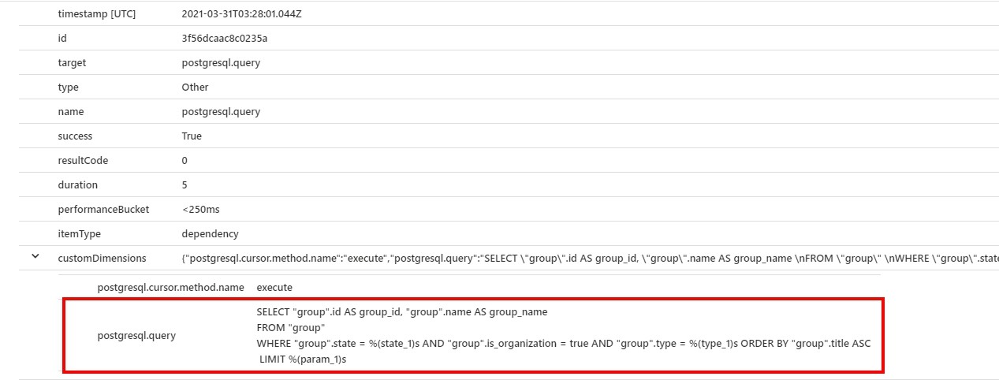 timestamp [UTC] 2021-03-31T03:28:01.044Z
id 3f56dcaac8c0235a
target postgresql.query
type Other
name postgresql.query
success True
resultCode 0
duration 5
performanceBucket <250ms
itemType dependency
customDimensions {"postgresql.cursor.method.name":"execute","postgresql.query":"SELECT \"group\".id AS group_id, \"group\".name AS group_name \nFROM \"group\" \nWHERE \"group\".state
postgresql.cursor.method.name execute
postgresql.query
SELECT "group".id AS group_id, "group".name AS group_name
FROM "group"
WHERE "group".state = %(state_1)s AND "group".is_organization = true AND "group".type = %(type_1)s ORDER BY "group".title ASC
LIMIT %(param_1)s